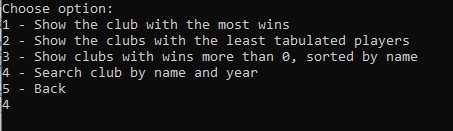 Choose option:
1 - Show the club with the most wins
2 - Show the clubs with the least tabulated players
3 - Show clubs with wins more than 0, sorted by name
4 - Search club by name and year
5 - Back
4